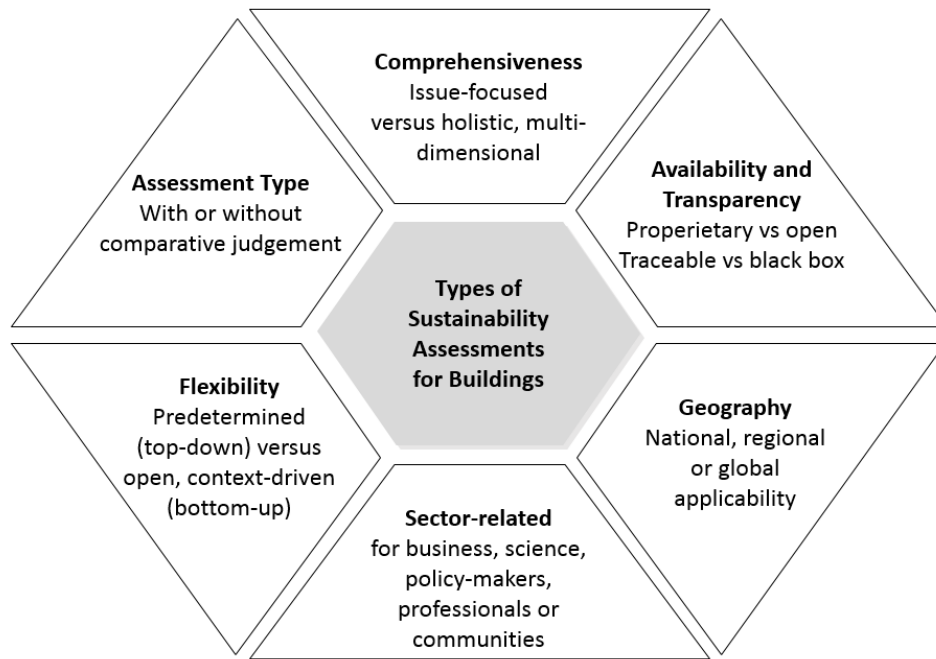 Comprehensiveness
Issue-focused
versus holistic, multi-
dimensional
Assessment Type
With or without
comparative judgement
Availability and
Transparency
Properietary vs open
Traceable vs black box
Types of
Sustainability
Assessments
for Buildings
Flexibility
Predetermined
(top-down) versus
open, context-driven
(bottom-up)
Geography
National, regional
or global
applicability
Sector-related
for business, science,
policy-makers,
professionals or
communities